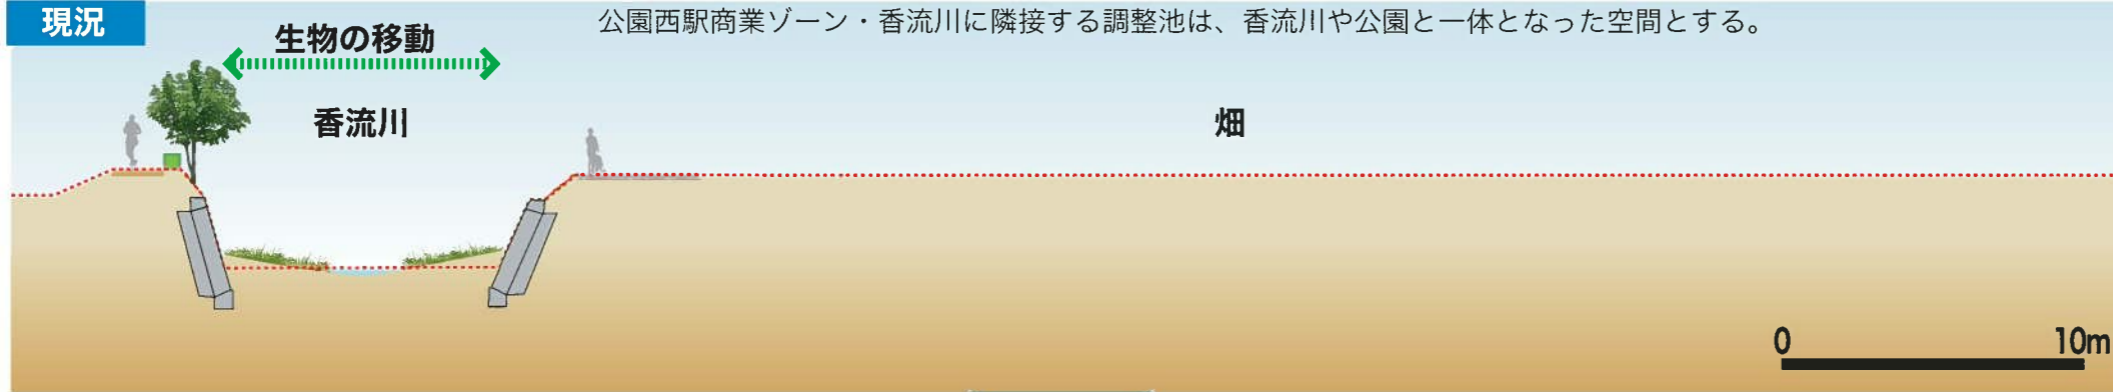 現況
公園西駅商業ゾーン・香流川に隣接する調整池は、香流川や公園と一体となった空間とする。
生物の移動
香流川
畑
0 10m